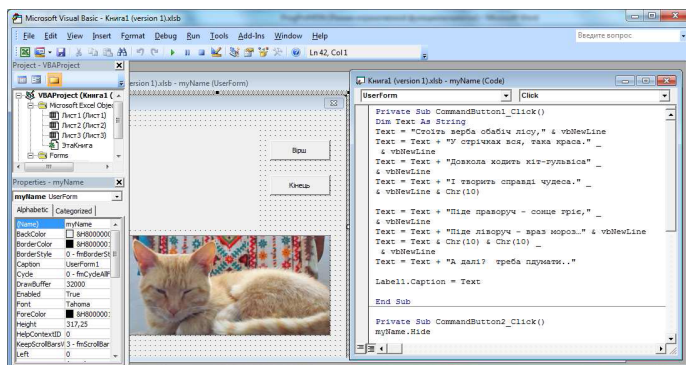 Microsoft Visual Basic - Книга1 (version 1).xlsb
File Edit View Insert Format Debug Run Tools Add-Ins Window Help
Введите вопрос
Ln 42, Col 1
Project - VBAProject
VBAProject (Книга1 (
Microsoft Excel Objec
Лист1 (Лист1)
Лист2 (Лист2)
Лист3 (Лист3)
ЭтаКнига
Forms
Properties - myName
myName UserForm
Alphabetic Categorized
(Name) myName
BackColor &H8000000
BorderColor &H8000001
BorderStyle 0 - fmBorderSt
Caption UserForm1
Cycle 0 - fmCycleAllF
DrawBuffer 32000
Enabled True
Font Tahoma
ForeColor &H8000001
Height 317,25
HelpContextID 0
KeepScrollBarsV 3 - fmScrollBar
Left 0
ersion 1).xlsb - myName (UserForm)
Вірш
Кінець
Книга1 (version 1).xlsb - myName (Code)
UserForm Click
Private Sub CommandButton1_Click()
Dim Text As String
Text = "Стоїть верба обабіч лісу," & vbNewLine
Text = Text + "У стрічках вся, така краса." _
& vbNewLine
Text = Text + "Довкола ходить кіт-гульвіса" _
& vbNewLine
Text = Text + "І творить справді чудеса." _
& vbNewLine & Chr(10)
Text = Text + "Піде праворуч - сонце гріє," _
& vbNewLine
Text = Text + "Піде ліворуч - враз мороз…" & vbNewLine
Text = Text & Chr(10) & Chr(10) _
& vbNewLine
Text = Text + "А далі?  треба пдумати.."
Label1.Caption = Text
End Sub
Private Sub CommandButton2_Click()
myName.Hide